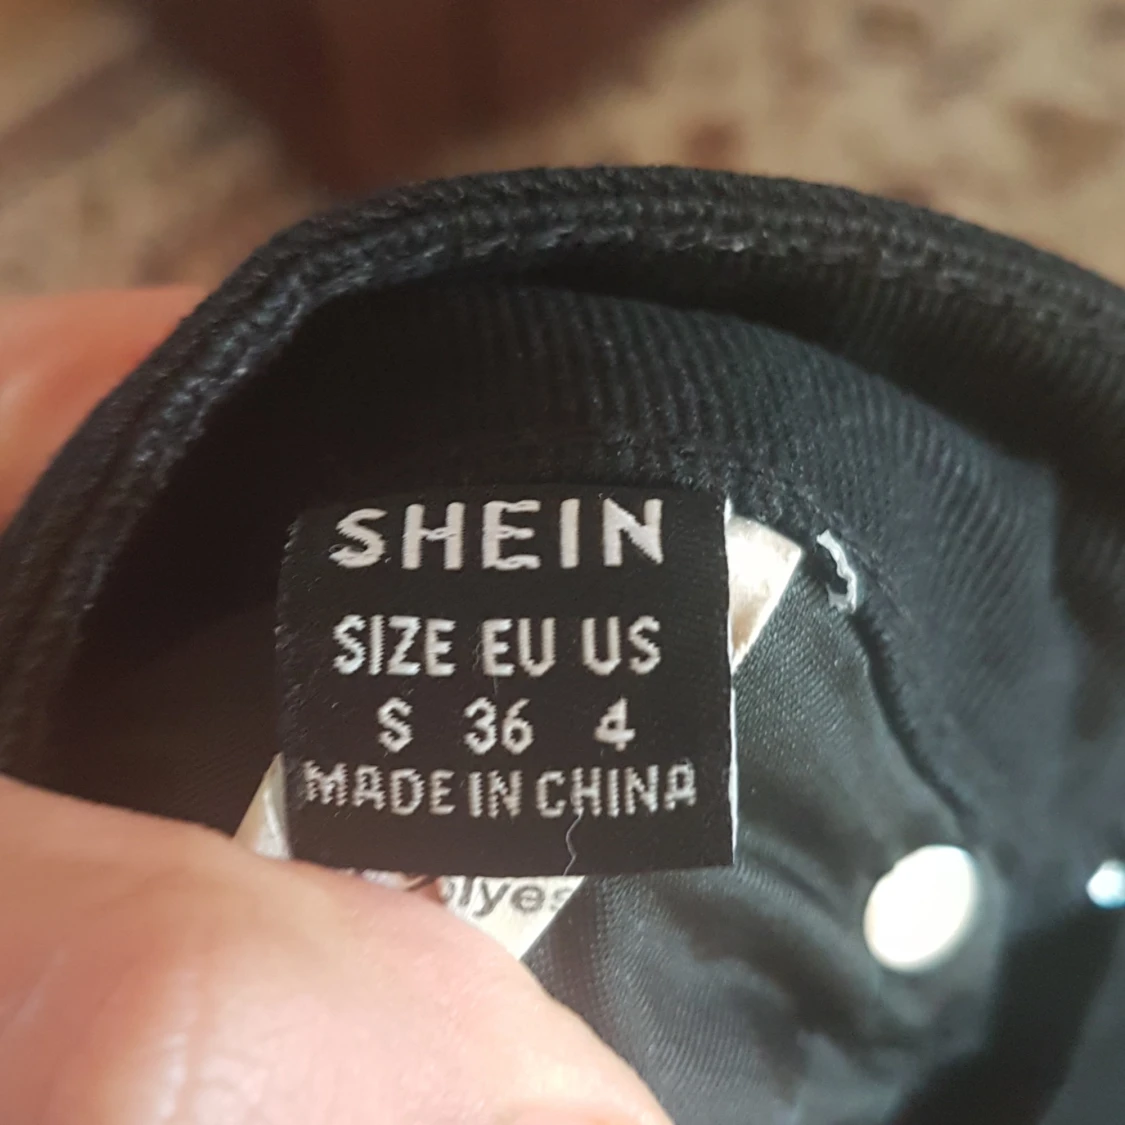 SHEIN
SIZE EU US
S 36 4
MADE IN CHINA